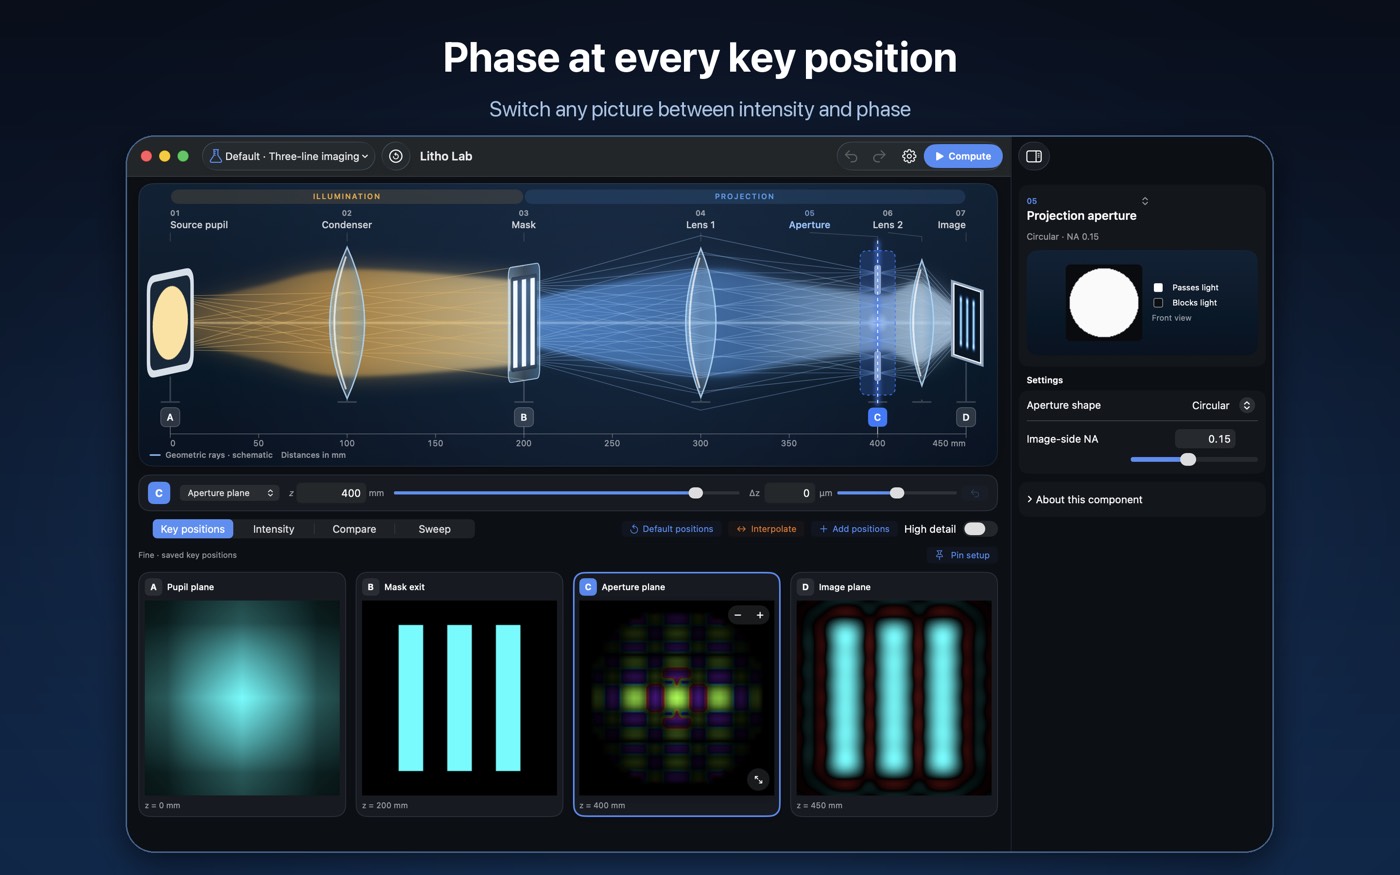 Phase at every key position
Switch any picture between intensity and phase
Default · Three-line imaging
Litho Lab
Compute
ILLUMINATION
PROJECTION
01
Source pupil
02
Condenser
03
Mask
04
Lens 1
05
Aperture
06
Lens 2
07
Image
A
B
C
D
0
50
100
150
200
250
300
350
400
450 mm
Geometric rays · schematic Distances in mm
C
Aperture plane
z
400
mm
Δz
0
μm
Key positions
Intensity
Compare
Sweep
Default positions
Interpolate
Add positions
High detail
Fine · saved key positions
Pin setup
A Pupil plane
z = 0 mm
B Mask exit
z = 200 mm
C Aperture plane
z = 400 mm
D Image plane
z = 450 mm
05
Projection aperture
Circular · NA 0.15
Passes light
Blocks light
Front view
Settings
Aperture shape
Circular
Image-side NA
0.15
About this component